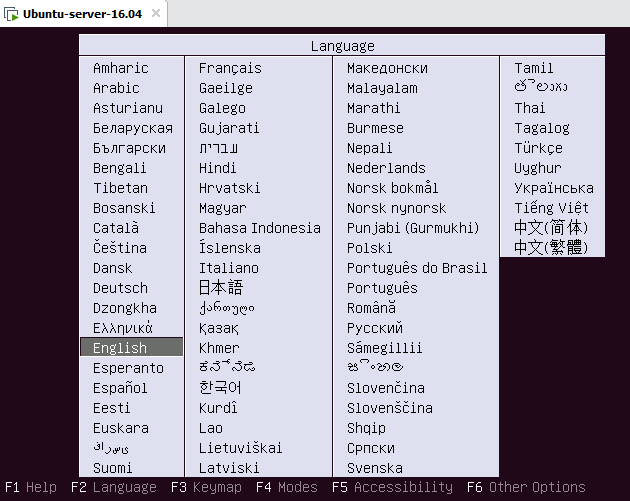 Ubuntu-server-16.04
Language
Amharic
Arabic
Asturianu
Беларуская
Български
Bengali
Tibetan
Bosanski
Català
Čeština
Dansk
Deutsch
Dzongkha
Ελληνικά
English
Esperanto
Español
Eesti
Euskara
Suomi
Français
Gaeilge
Galego
Gujarati
עברית
Hindi
Hrvatski
Magyar
Bahasa Indonesia
Íslenska
Italiano
日本語
ქართული
Қазақ
Khmer
한국어
Kurdî
Lao
Lietuviškai
Latviski
Македонски
Malayalam
Marathi
Burmese
Nepali
Nederlands
Norsk bokmål
Norsk nynorsk
Punjabi (Gurmukhi)
Polski
Português do Brasil
Português
Română
Русский
Sámegillii
Slovenčina
Slovenščina
Shqip
Српски
Svenska
Tamil
Thai
Tagalog
Türkçe
Uyghur
Українська
Tiếng Việt
中文(简体)
中文(繁體)
F1 Help F2 Language F3 Keymap F4 Modes F5 Accessibility F6 Other Options